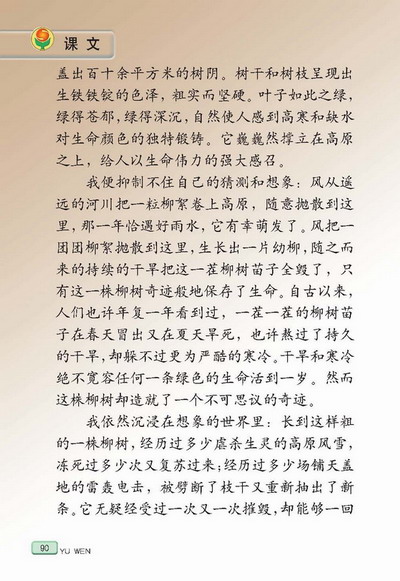 课文
盖出百十余平方米的树阴。树干和树枝呈现出
生铁铁锭的色泽，粗实而坚硬。叶子如此之绿，
绿得苍郁，绿得深沉，自然使人感到高寒和缺水
对生命颜色的独特锻铸。它巍巍然撑立在高原
之上，给人以生命伟力的强大感召。
我便抑制不住自己的猜测和想象：风从遥
远的河川把一粒柳絮卷上高原，随意抛散到这
里，那一年恰遇好雨水，它有幸萌发了。风把一
团团柳絮抛散到这里，生长出一片幼柳，随之而
来的持续的干旱把这一茬柳树苗子全毁了，只
有这一株柳树奇迹般地保存了生命。自古以来，
人们也许年复一年看到过，一茬一茬的柳树苗
子在春天冒出又在夏天旱死，也许熬过了持久
的干旱，却躲不过更为严酷的寒冷。干旱和寒冷
绝不宽容任何一条绿色的生命活到一岁。然而
这株柳树却造就了一个不可思议的奇迹。
我依然沉浸在想象的世界里：长到这样粗
的一株柳树，经历过多少虐杀生灵的高原风雪，
冻死过多少次又复苏过来；经历过多少场铺天盖
地的雷轰电击，被劈断了枝干又重新抽出了新
条。它无疑经受过一次又一次摧毁，却能够一回
90 YU WEN